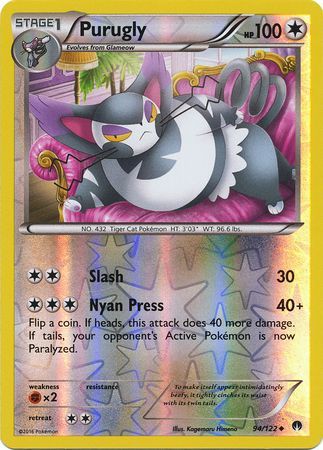 STAGE1
Purugly
HP100
Evolves from Glameow
NO. 432 Tiger Cat Pokémon HT: 3'03" WT: 96.6 lbs.
Slash 30
Nyan Press 40+
Flip a coin. If heads, this attack does 40 more damage.
If tails, your opponent's Active Pokémon is now
Paralyzed.
weakness
resistance
×2
retreat
To make itself appear intimidatingly
beefy, it tightly cinches its waist
with its twin tails.
Illus. Kagemaru Himeno
94/122
©2016 Pokémon